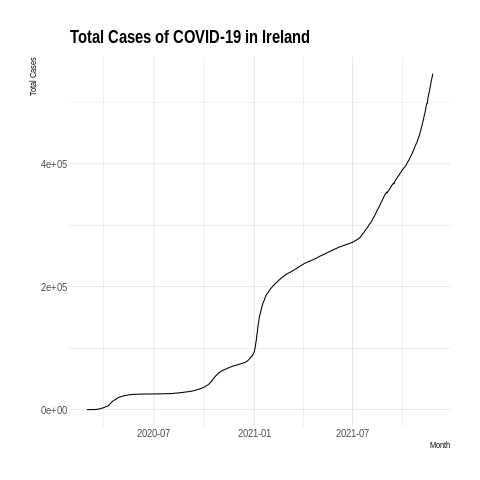 Total Cases of COVID-19 in Ireland
Total Cases
4e+05
2e+05
0e+00
2020-07 2021-01 2021-07
Month